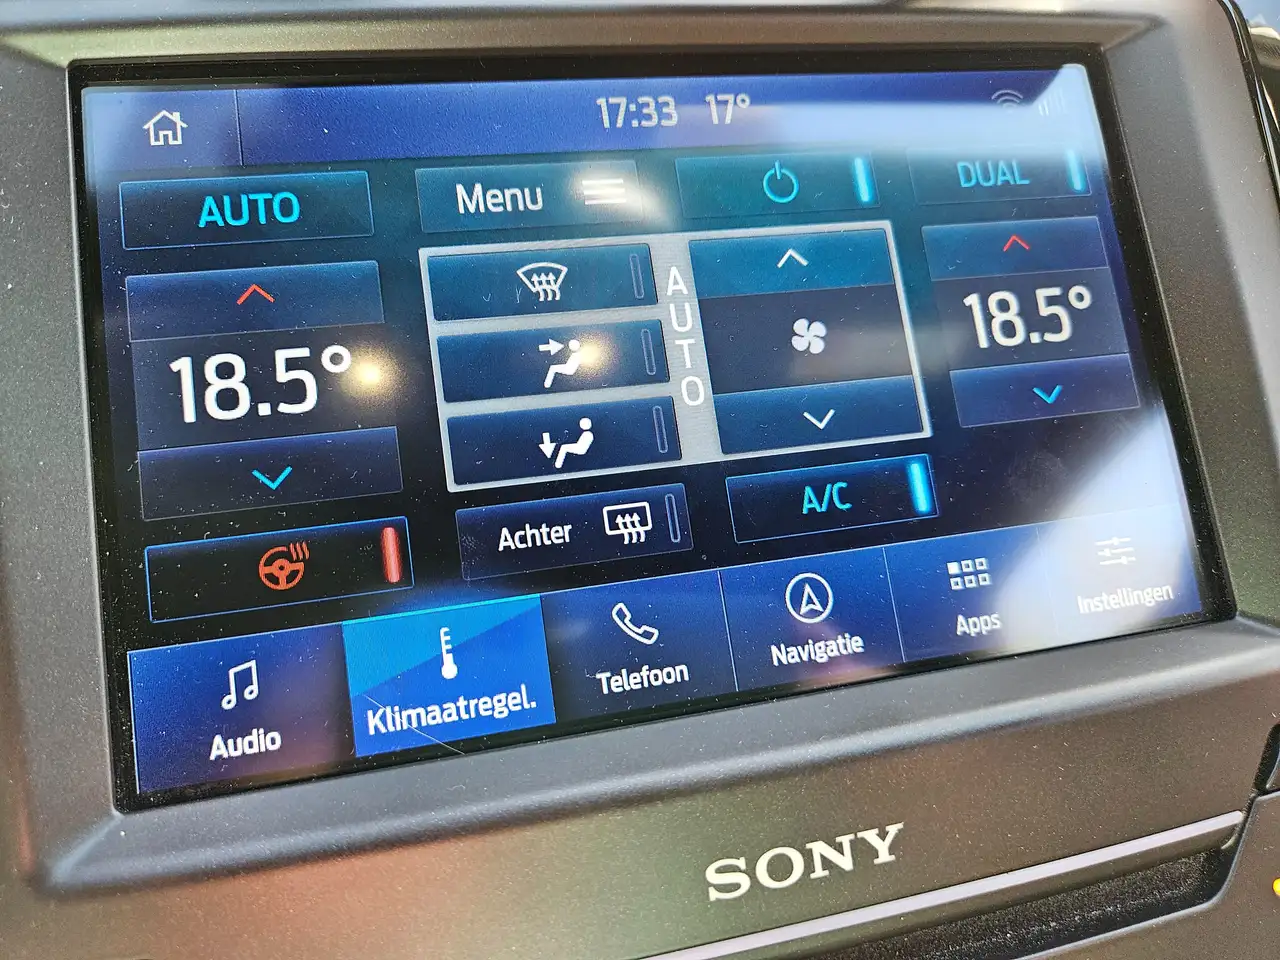 17:33 17°
AUTO
Menu
DUAL
18.5°
AUTO
18.5°
Achter
A/C
Audio
Klimaatregel.
Telefoon
Navigatie
Apps
Instellingen
SONY